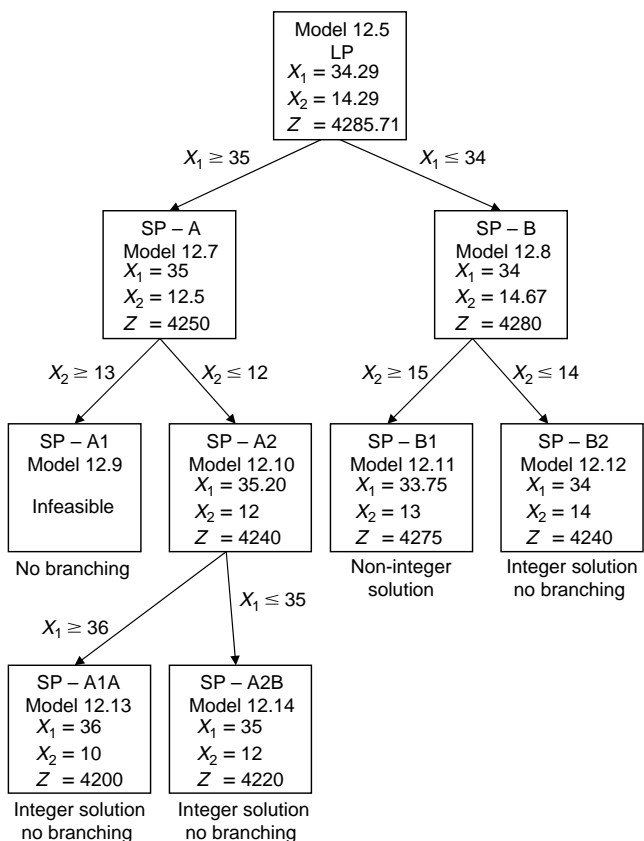 Model 12.5
LP
X₁ = 34.29
X₂ = 14.29
Z = 4285.71
X₁ ≥ 35
X₁ ≤ 34
SP – A
Model 12.7
X₁ = 35
X₂ = 12.5
Z = 4250
SP – B
Model 12.8
X₁ = 34
X₂ = 14.67
Z = 4280
X₂ ≥ 13
X₂ ≤ 12
X₂ ≥ 15
X₂ ≤ 14
SP – A1
Model 12.9
Infeasible
No branching
SP – A2
Model 12.10
X₁ = 35.20
X₂ = 12
Z = 4240
SP – B1
Model 12.11
X₁ = 33.75
X₂ = 13
Z = 4275
Non-integer
solution
SP – B2
Model 12.12
X₁ = 34
X₂ = 14
Z = 4240
Integer solution
no branching
X₁ ≥ 36
X₁ ≤ 35
SP – A1A
Model 12.13
X₁ = 36
X₂ = 10
Z = 4200
Integer solution
no branching
SP – A2B
Model 12.14
X₁ = 35
X₂ = 12
Z = 4220
Integer solution
no branching